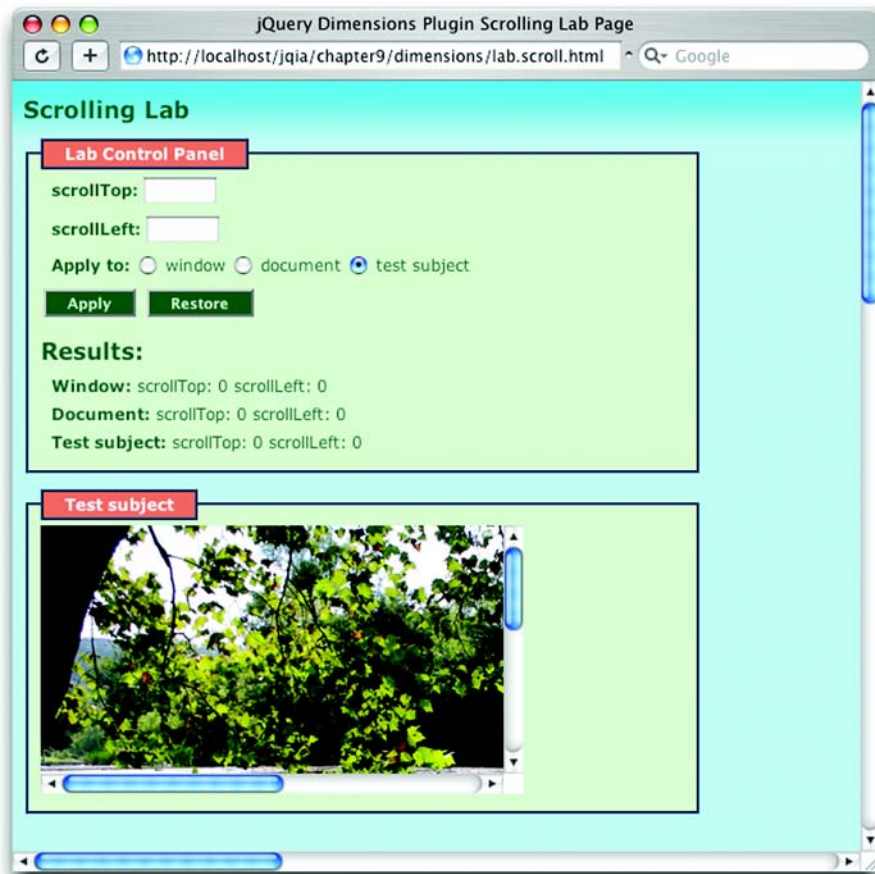 jQuery Dimensions Plugin Scrolling Lab Page
http://localhost/jqia/chapter9/dimensions/lab.scroll.html Google
Scrolling Lab
Lab Control Panel
scrollTop:
scrollLeft:
Apply to: window document test subject
Apply Restore
Results:
Window: scrollTop: 0 scrollLeft: 0
Document: scrollTop: 0 scrollLeft: 0
Test subject: scrollTop: 0 scrollLeft: 0
Test subject